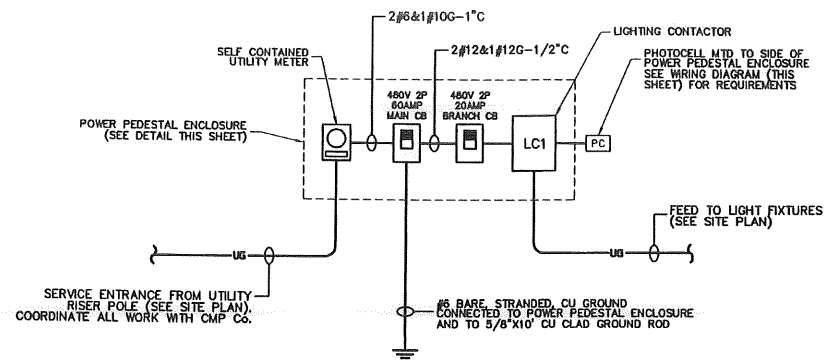 2#6&1#10G-1"C
LIGHTING CONTACTOR
SELF CONTAINED
UTILITY METER
2#12&1#12G-1/2"C
PHOTOCELL MTD TO SIDE OF
POWER PEDESTAL ENCLOSURE
SEE WIRING DIAGRAM (THIS
SHEET) FOR REQUIREMENTS
480V 2P
60AMP
MAIN CB
480V 2P
20AMP
BRANCH CB
POWER PEDESTAL ENCLOSURE
(SEE DETAIL THIS SHEET)
LC1
PC
FEED TO LIGHT FIXTURES
(SEE SITE PLAN)
UG
UG
SERVICE ENTRANCE FROM UTILITY
RISER POLE (SEE SITE PLAN).
COORDINATE ALL WORK WITH CMP Co.
#6 BARE, STRANDED, CU GROUND
CONNECTED TO POWER PEDESTAL ENCLOSURE
AND TO 5/8"X10' CU CLAD GROUND ROD